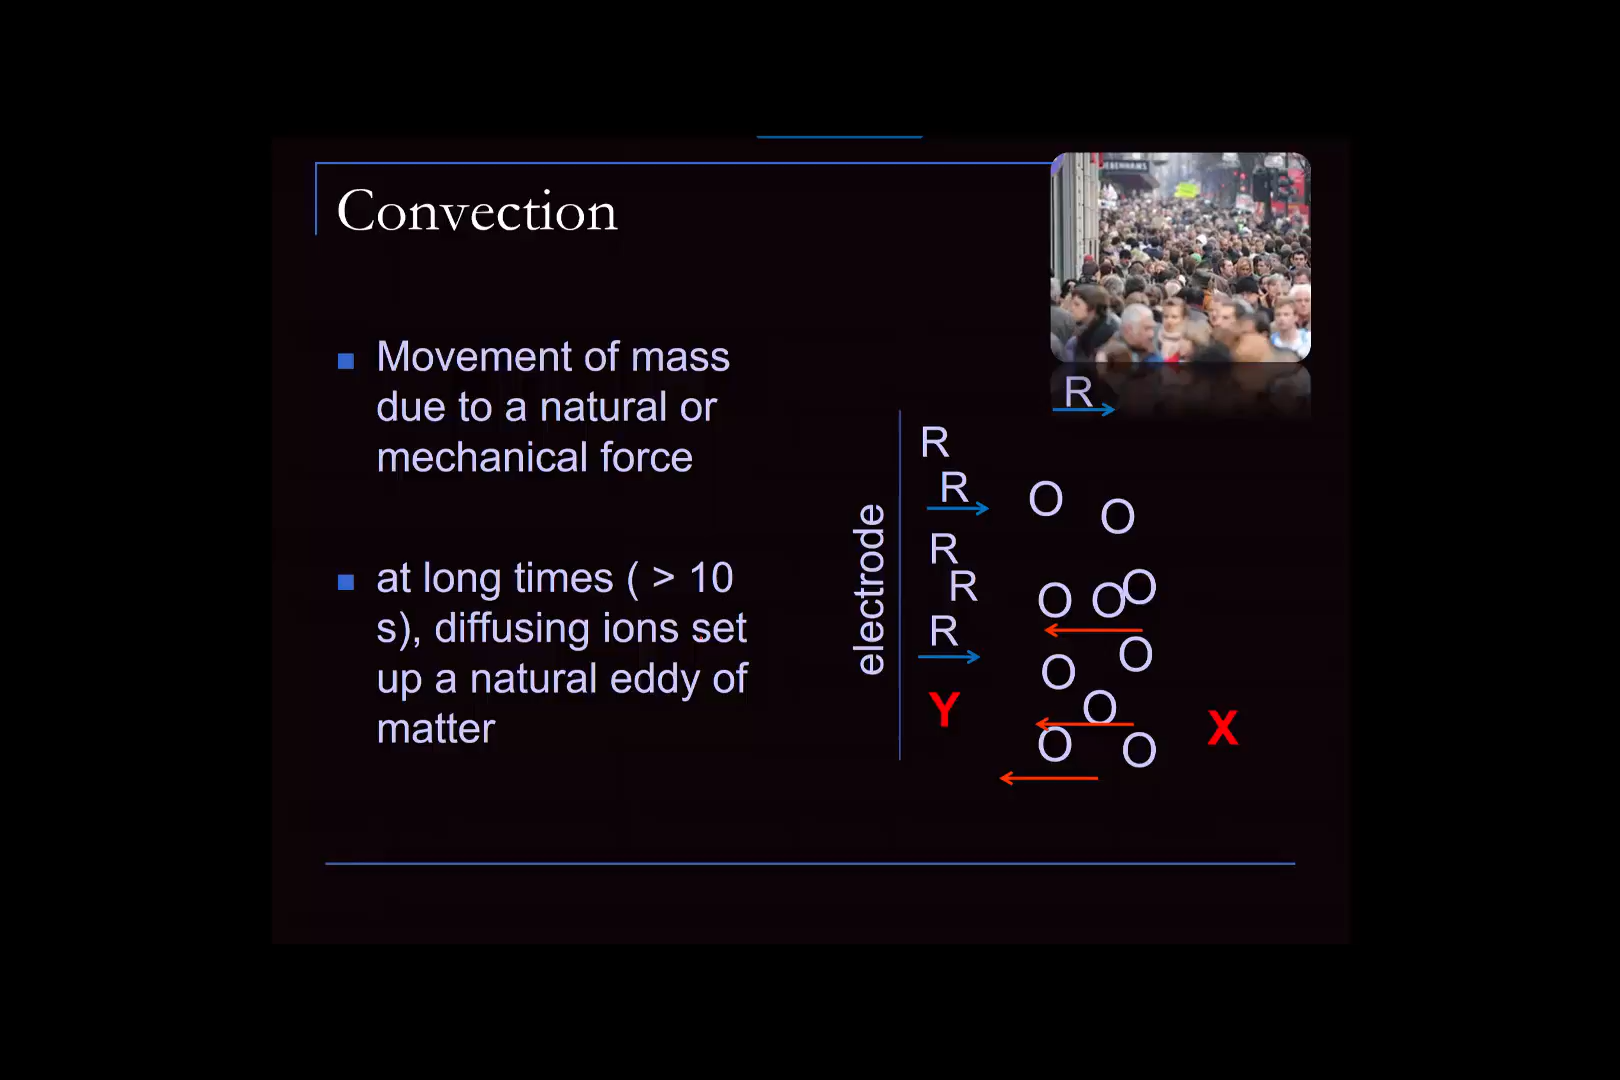 Convection
Movement of mass
due to a natural or
mechanical force
at long times ( > 10
s), diffusing ions set
up a natural eddy of
matter
electrode
R
R
R
R
R
R
O
O
O
O
O
O
O
O
O
O
Y
X